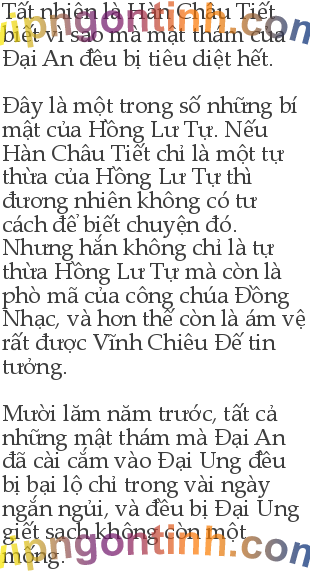 Tất nhiên là Hàn Châu Tiết
biết vì sao mà mật thám của
Đại An đều bị tiêu diệt hết.
Đây là một trong số những bí
mật của Hồng Lư Tự. Nếu
Hàn Châu Tiết chỉ là một tự
thừa của Hồng Lư Tự thì
đương nhiên không có tư
cách để biết chuyện đó.
Nhưng hắn không chỉ là tự
thừa Hồng Lư Tự mà còn là
phò mã của công chúa Đồng
Nhạc, và hơn thế còn là ám vệ
rất được Vĩnh Chiêu Đế tin
tưởng.
Mười lăm năm trước, tất cả
những mật thám mà Đại An
đã cài cắm vào Đại Ung đều
bị bại lộ chỉ trong vài ngày
ngắn ngủi, và đều bị Đại Ung
giết sạch không còn một
mống.